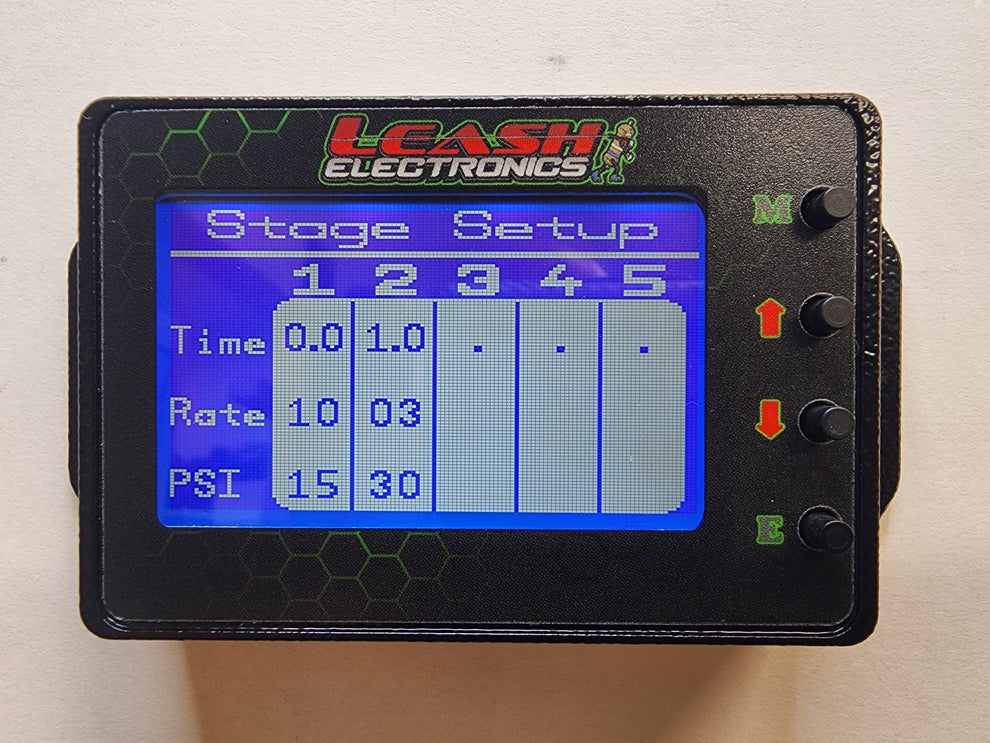 LEASH
ELECTRONICS
M
Stage Setup
1 2 3 4 5
Time 0.0 1.0 . . .
Rate 10 03
PSI 15 30
E